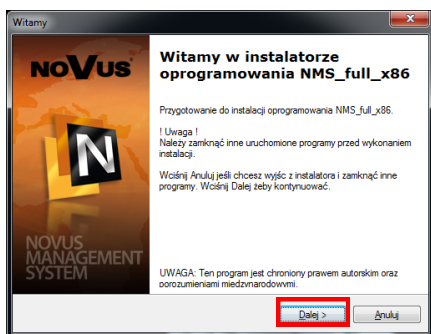 Witamy
NOVUS
Witamy w instalatorze
oprogramowania NMS_full_x86
Przygotowanie do instalacji oprogramowania NMS_full_x86.
! Uwaga !
Należy zamknąć inne uruchomione programy przed wykonaniem
instalacji.
Wciśnij Anuluj jeśli chcesz wyjśc z instalatora i zamknąć inne
programy. Wciśnij Dalej żeby kontynuować.
N
NOVUS
MANAGEMENT
SYSTEM
UWAGA: Ten program jest chroniony prawem autorskim oraz
porozumieniami miedzynarodowymi.
Dalej >
Anuluj